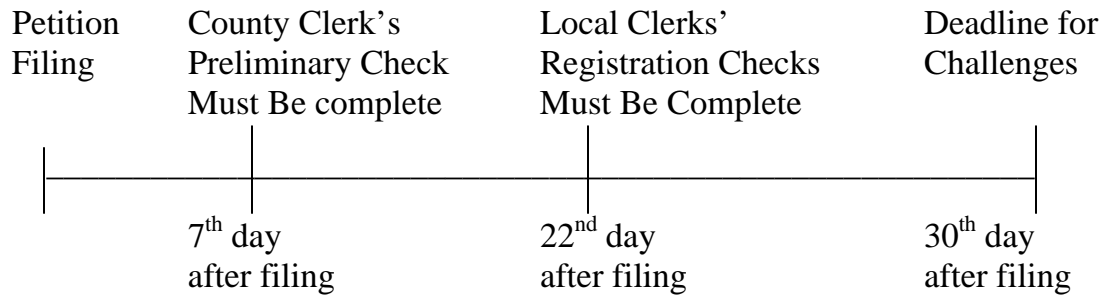 Petition
Filing
County Clerk’s
Preliminary Check
Must Be complete
Local Clerks’
Registration Checks
Must Be Complete
Deadline for
Challenges
7th day
after filing
22nd day
after filing
30th day
after filing